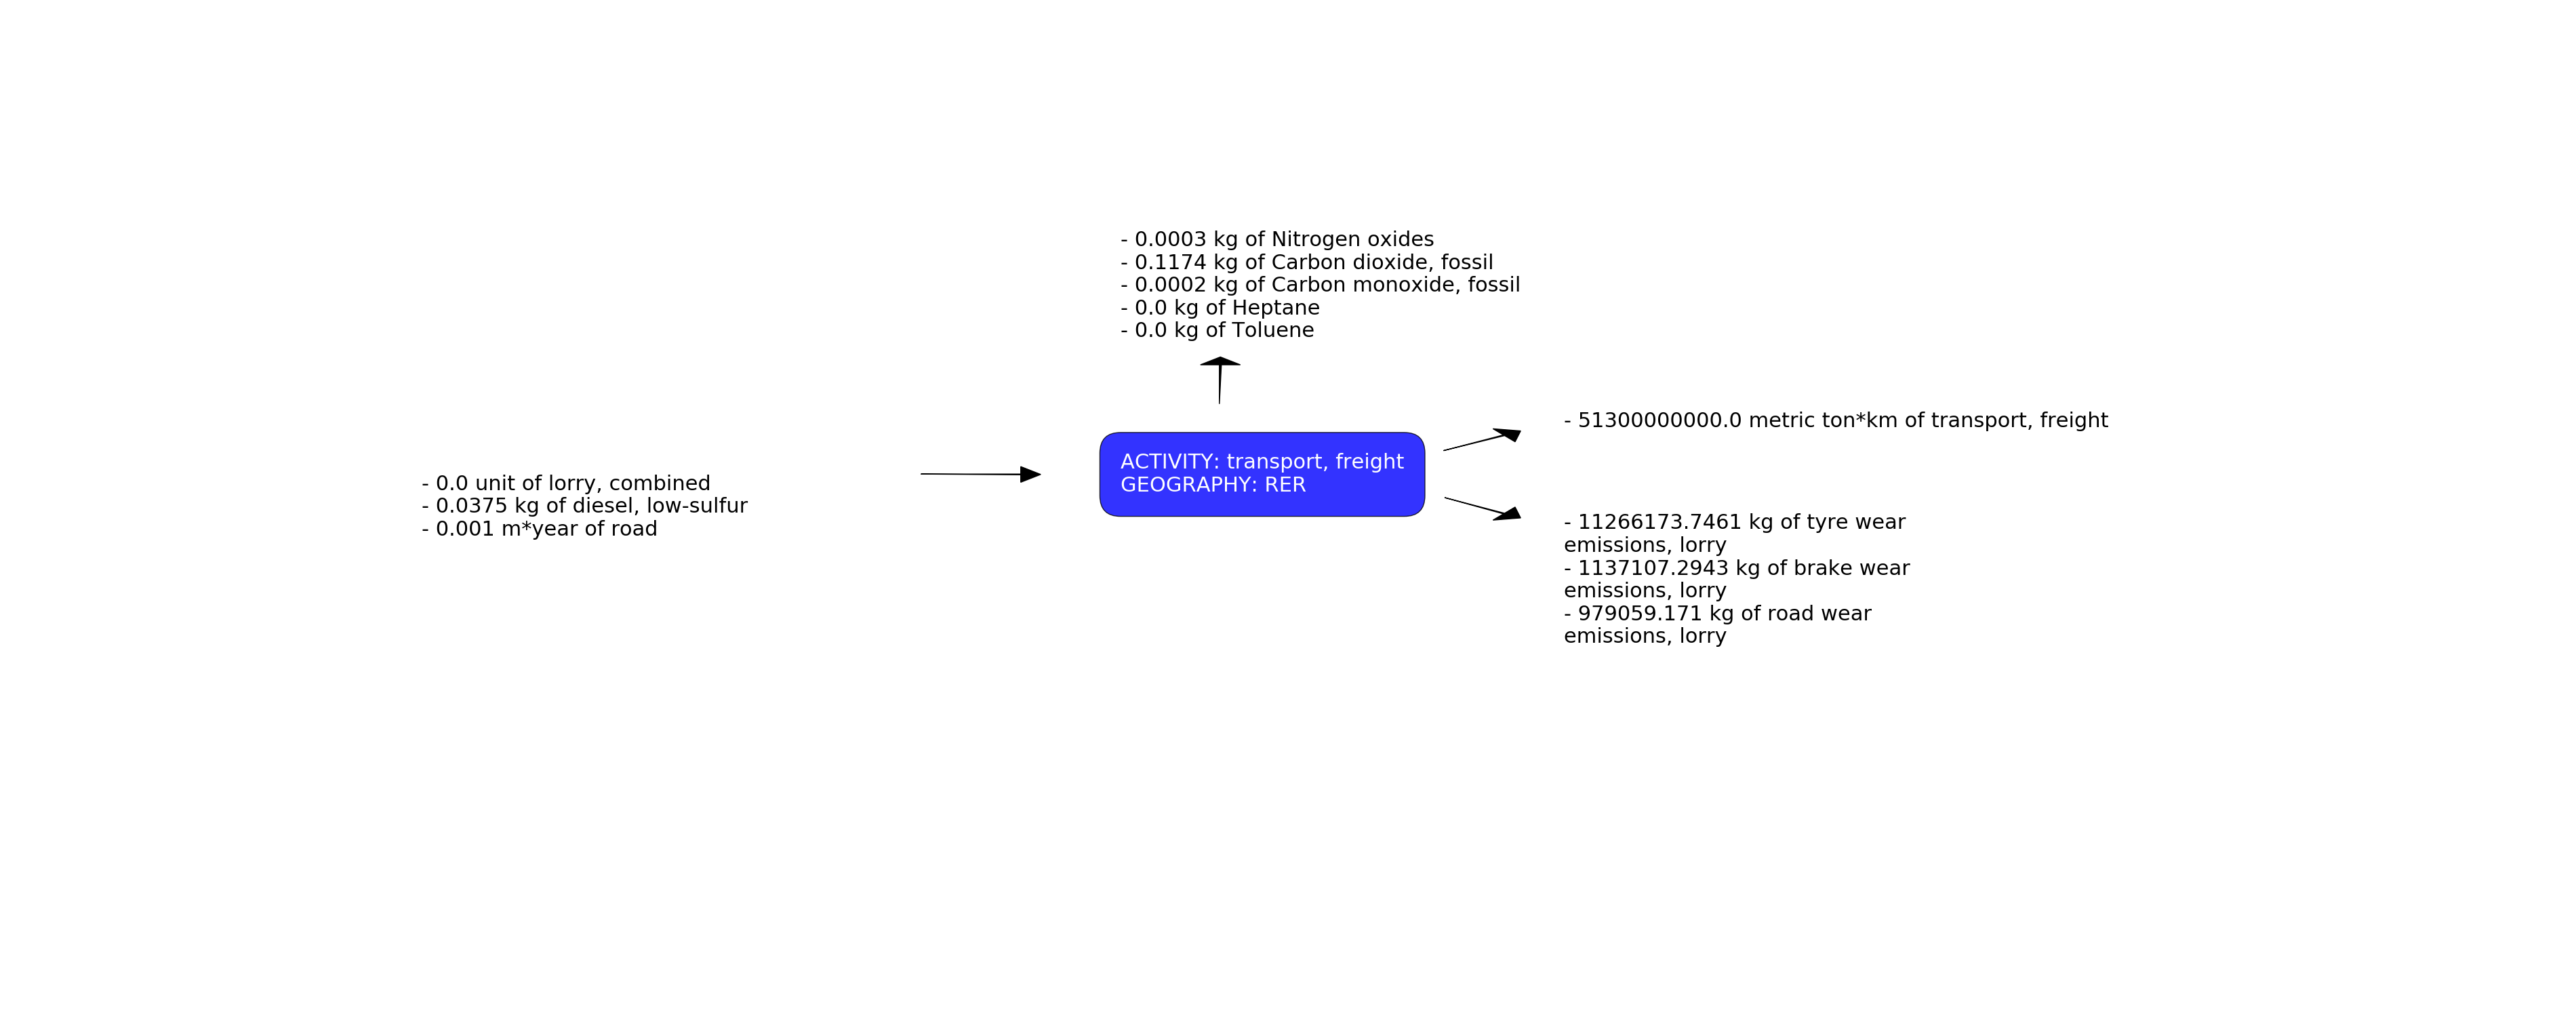 - 0.0003 kg of Nitrogen oxides
- 0.1174 kg of Carbon dioxide, fossil
- 0.0002 kg of Carbon monoxide, fossil
- 0.0 kg of Heptane
- 0.0 kg of Toluene
- 0.0 unit of lorry, combined
- 0.0375 kg of diesel, low-sulfur
- 0.001 m*year of road
ACTIVITY: transport, freight
GEOGRAPHY: RER
- 51300000000.0 metric ton*km of transport, freight
- 11266173.7461 kg of tyre wear
emissions, lorry
- 1137107.2943 kg of brake wear
emissions, lorry
- 979059.171 kg of road wear
emissions, lorry